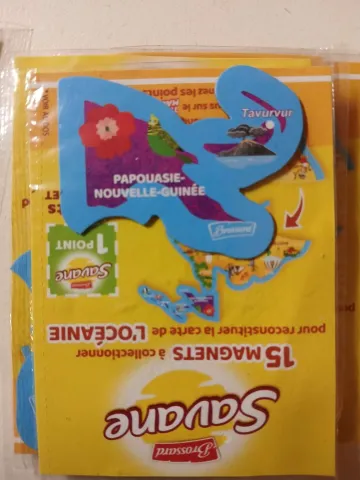 Tavurvur
PAPOUASIE-
NOUVELLE-GUINÉE
Brossard
1
POINT
Savane
Brossard
15 MAGNETS à collectionner
pour reconstituer la carte de L'OCÉANIE
Savane
Brossard